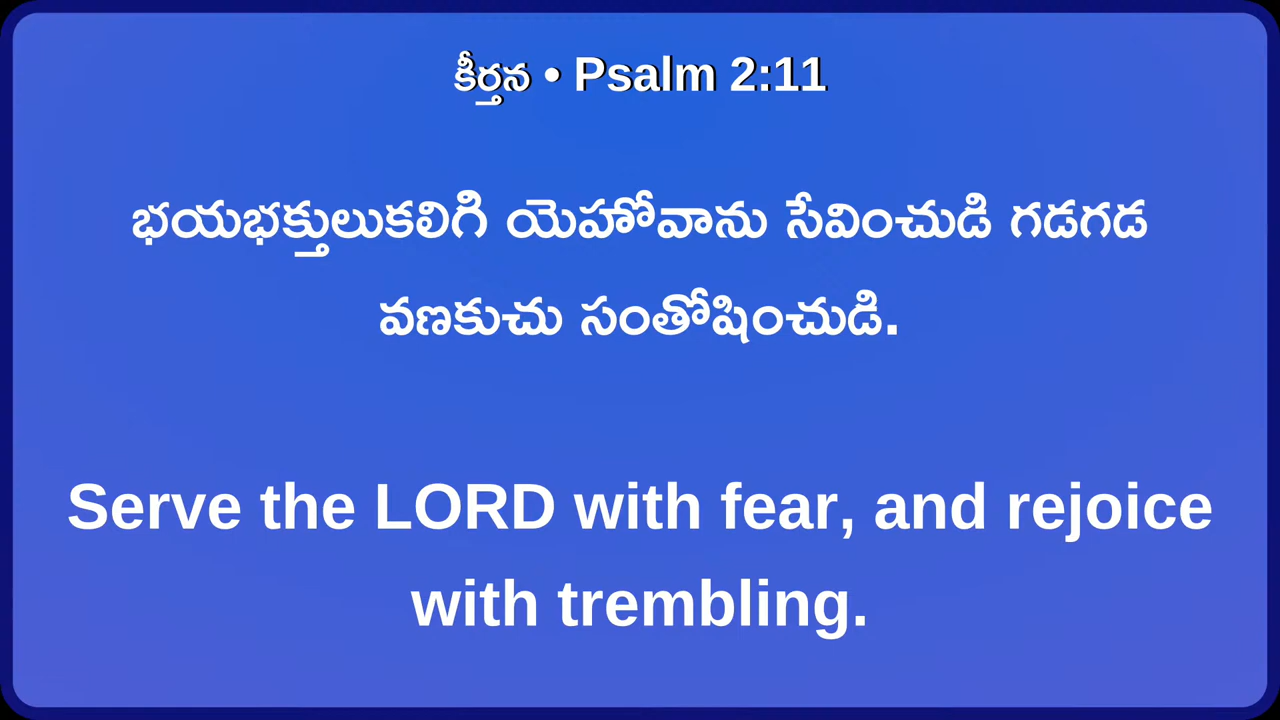 కీర్తన • Psalm 2:11
భయభక్తులుకలిగి యెహోవాను సేవించుడి గడగడ
వణకుచు సంతోషించుడి.
Serve the LORD with fear, and rejoice
with trembling.